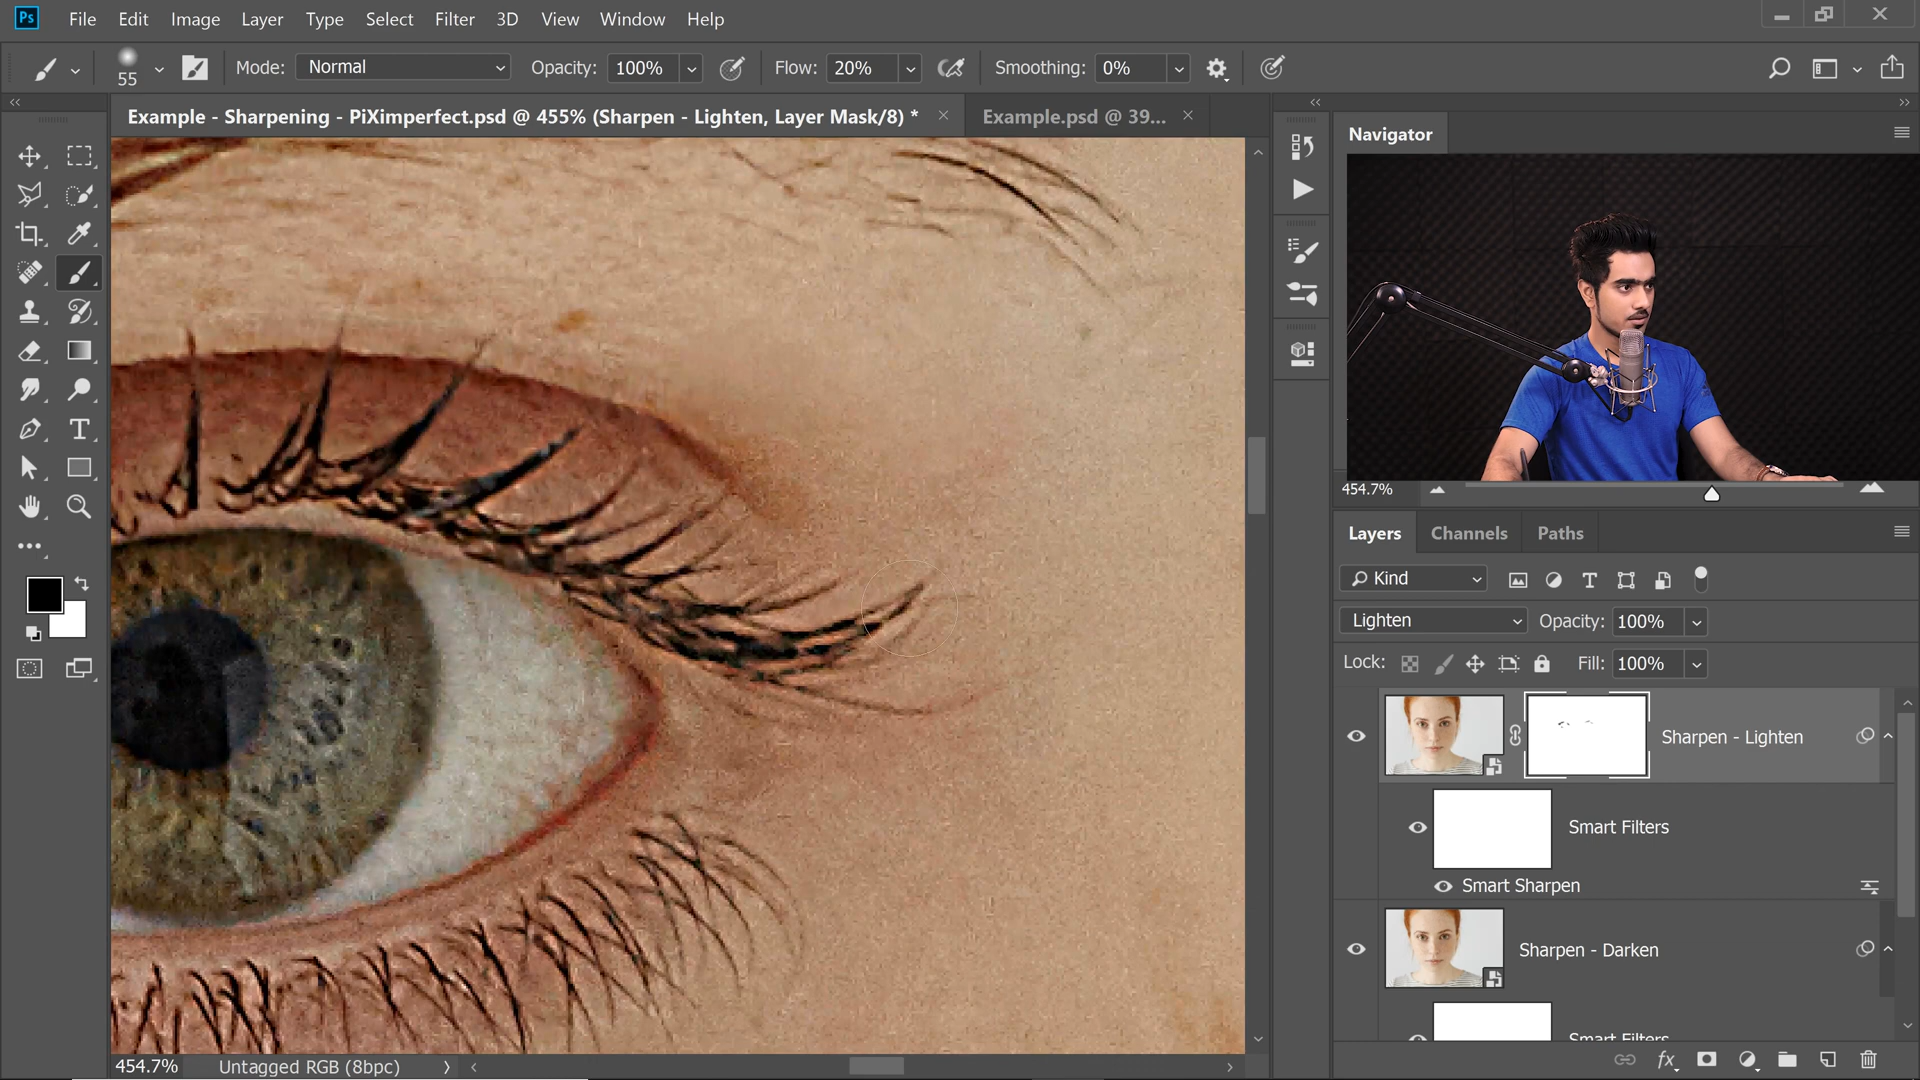 Ps File Edit Image Layer Type Select Filter 3D View Window Help
55 Mode: Normal Opacity: 100% Flow: 20% Smoothing: 0%
Example - Sharpening - PiXimperfect.psd @ 455% (Sharpen - Lighten, Layer Mask/8) * Example.psd @ 39...
Navigator
454.7%
Layers Channels Paths
Kind
Lighten Opacity: 100%
Lock: Fill: 100%
Sharpen - Lighten
Smart Filters
Smart Sharpen
Sharpen - Darken
Smart Filters
454.7% Untagged RGB (8bpc)